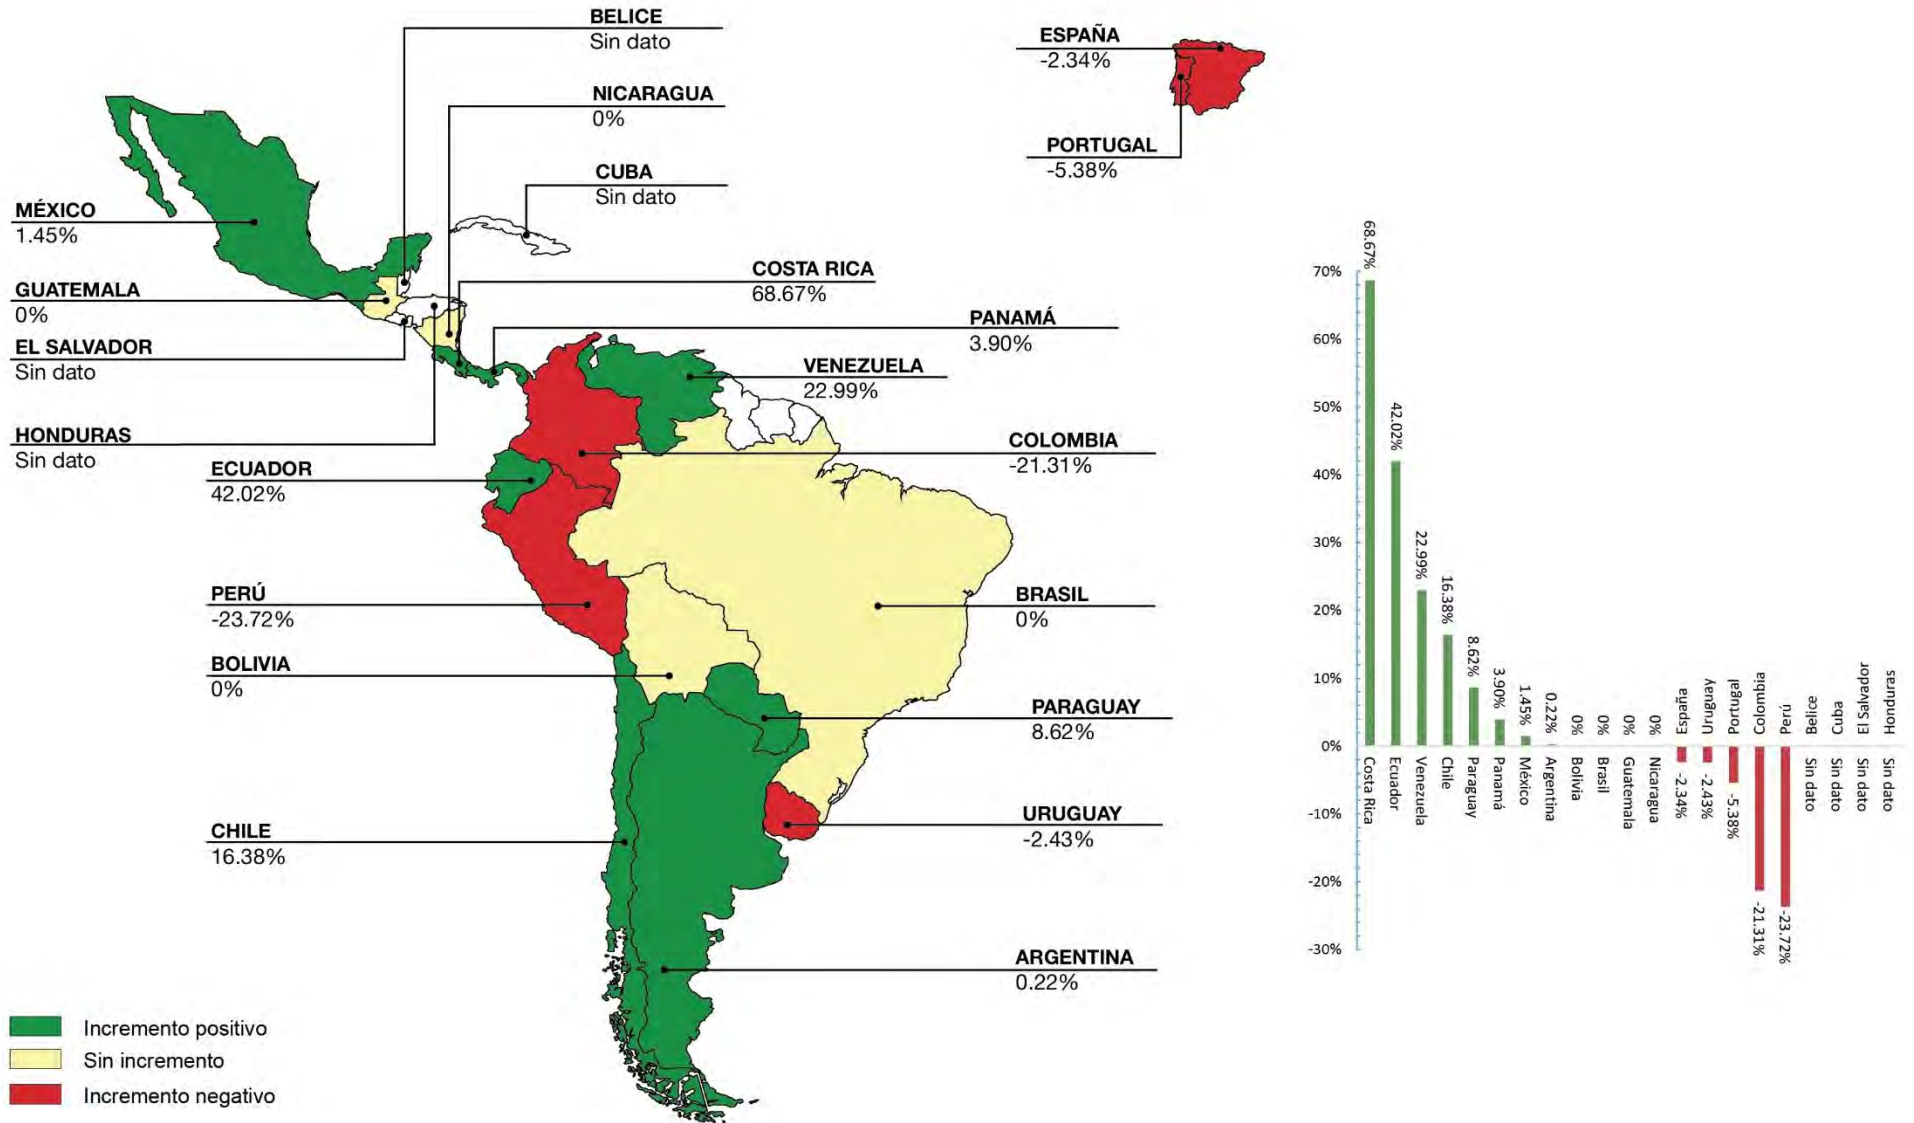 BELICE
Sin dato
NICARAGUA
0%
CUBA
Sin dato
MÉXICO
1.45%
GUATEMALA
0%
EL SALVADOR
Sin dato
HONDURAS
Sin dato
COSTA RICA
68.67%
PANAMÁ
3.90%
VENEZUELA
22.99%
COLOMBIA
-21.31%
ECUADOR
42.02%
PERÚ
-23.72%
BRASIL
0%
BOLIVIA
0%
PARAGUAY
8.62%
URUGUAY
-2.43%
CHILE
16.38%
ARGENTINA
0.22%
ESPAÑA
-2.34%
PORTUGAL
-5.38%
Incremento positivo
Sin incremento
Incremento negativo
70%
60%
50%
40%
30%
20%
10%
0%
-10%
-20%
-30%
68.67%
42.02%
22.99%
16.38%
8.62%
3.90%
1.45%
0.22%
0%
0%
0%
0%
España
Uruguay
Portugal
Colombia
Perú
Belice
Cuba
El Salvador
Honduras
Costa Rica
Ecuador
Venezuela
Chile
Paraguay
Panamá
México
Argentina
Bolivia
Brasil
Guatemala
Nicaragua
-2.34%
-2.43%
-5.38%
-21.31%
-23.72%
Sin dato
Sin dato
Sin dato
Sin dato